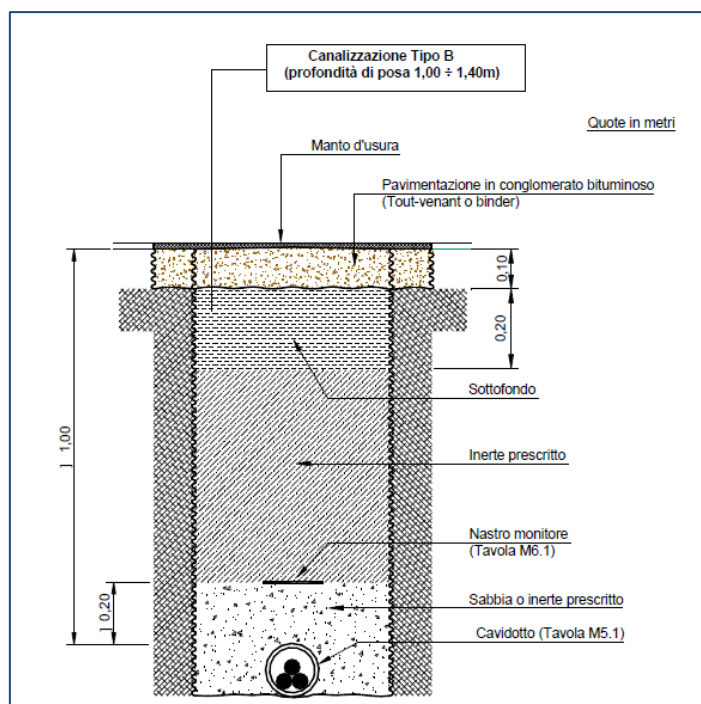 Canalizzazione Tipo B
(profondità di posa 1,00 ÷ 1,40m)
Quote in metri
Manto d'usura
Pavimentazione in conglomerato bituminoso
(Tout-venant o binder)
0,10
0,20
Sottofondo
] 1,00
Inerte prescritto
Nastro monitore
(Tavola M6.1)
] 0,20
Sabbia o inerte prescritto
Cavidotto (Tavola M5.1)